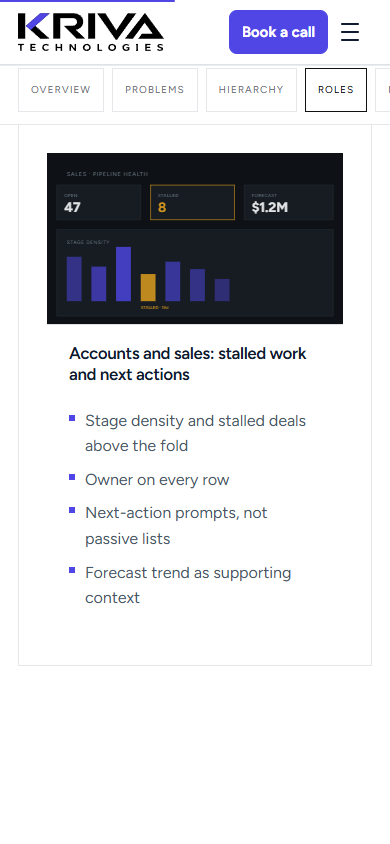 KRIVA
TECHNOLOGIES
Book a call
OVERVIEW
PROBLEMS
HIERARCHY
ROLES
SALES · PIPELINE HEALTH
OPEN
47
STALLED
8
FORECAST
$1.2M
STAGE DENSITY
Accounts and sales: stalled work
and next actions
Stage density and stalled deals
above the fold
Owner on every row
Next-action prompts, not
passive lists
Forecast trend as supporting
context